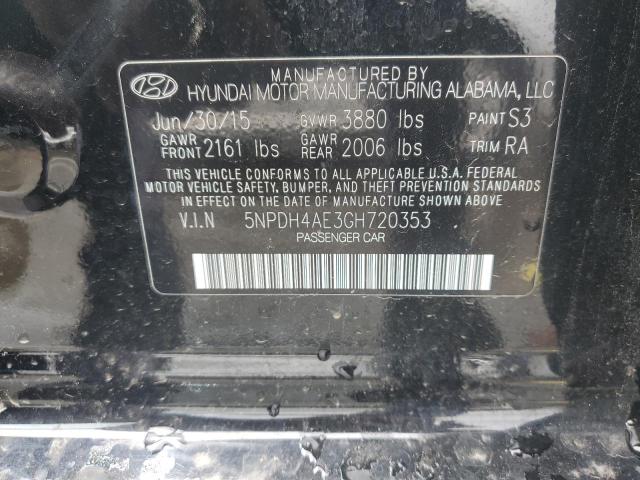 MANUFACTURED BY
HYUNDAI MOTOR MANUFACTURING ALABAMA, LLC
Jun/30/15 GVWR 3880 lbs PAINT S3
GAWR FRONT 2161 lbs GAWR REAR 2006 lbs TRIM RA
THIS VEHICLE CONFORMS TO ALL APPLICABLE U.S.A. FEDERAL
MOTOR VEHICLE SAFETY, BUMPER, AND THEFT PREVENTION STANDARDS
IN EFFECT ON THE DATE OF MANUFACTURE SHOWN ABOVE
V.I.N 5NPDH4AE3GH720353
PASSENGER CAR